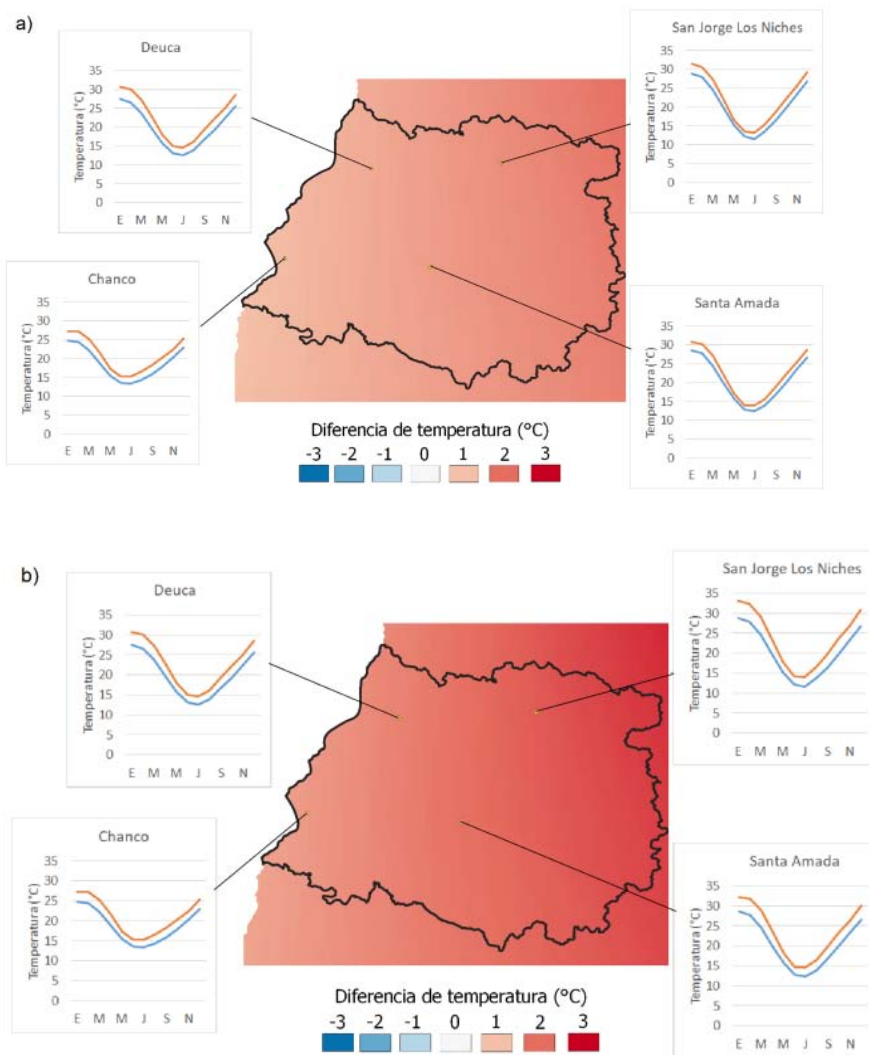 a)
Deuca
Temperatura (°C)
35
30
25
20
15
10
5
0
E M M J S N
San Jorge Los Niches
Temperatura (°C)
35
30
25
20
15
10
5
0
E M M J S N
Chanco
Temperatura (°C)
35
30
25
20
15
10
5
0
E M M J S N
Santa Amada
Temperatura (°C)
35
30
25
20
15
10
5
0
E M M J S N
Diferencia de temperatura (°C)
-3 -2 -1 0 1 2 3
b)
Deuca
Temperatura (°C)
35
30
25
20
15
10
5
0
E M M J S N
San Jorge Los Niches
Temperatura (°C)
35
30
25
20
15
10
5
0
E M M J S N
Chanco
Temperatura (°C)
35
30
25
20
15
10
5
0
E M M J S N
Santa Amada
Temperatura (°C)
35
30
25
20
15
10
5
0
E M M J S N
Diferencia de temperatura (°C)
-3 -2 -1 0 1 2 3